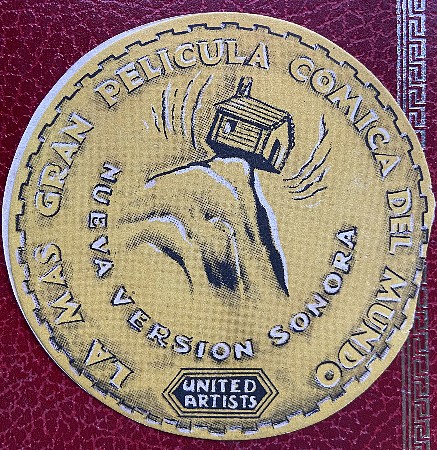 LA MAS GRAN PELICULA COMICA DEL MUNDO
NUEVA VERSION SONORA
UNITED
ARTISTS